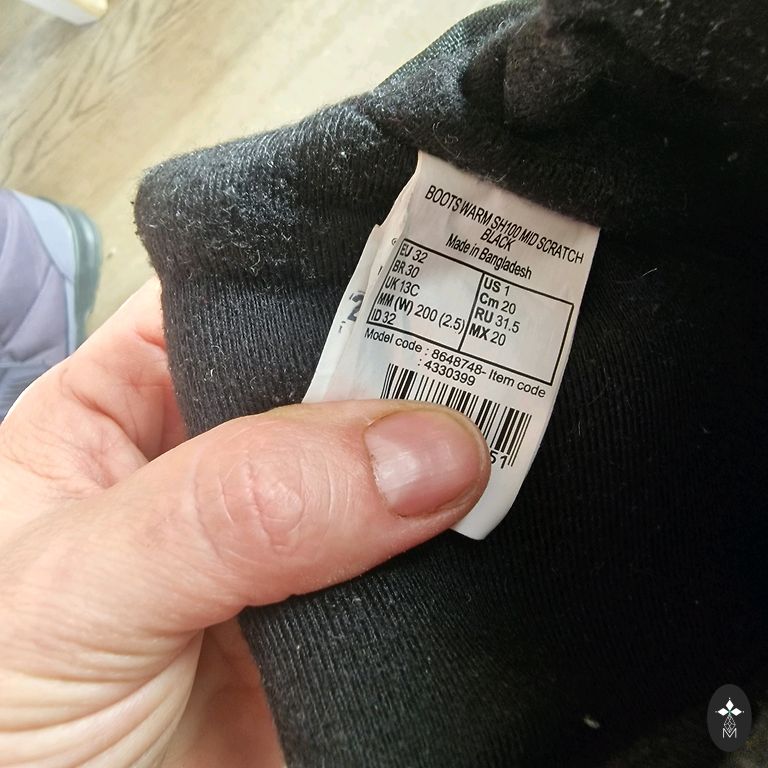 BOOTS WARM SH100 MID SCRATCH
BLACK
Made in Bangladesh
EU 32
BR 30
UK 13C
MM (W) 200 (2.5)
ID 32
US 1
Cm 20
RU 31.5
MX 20
Model code : 8648748- Item code
: 4330399
51
M